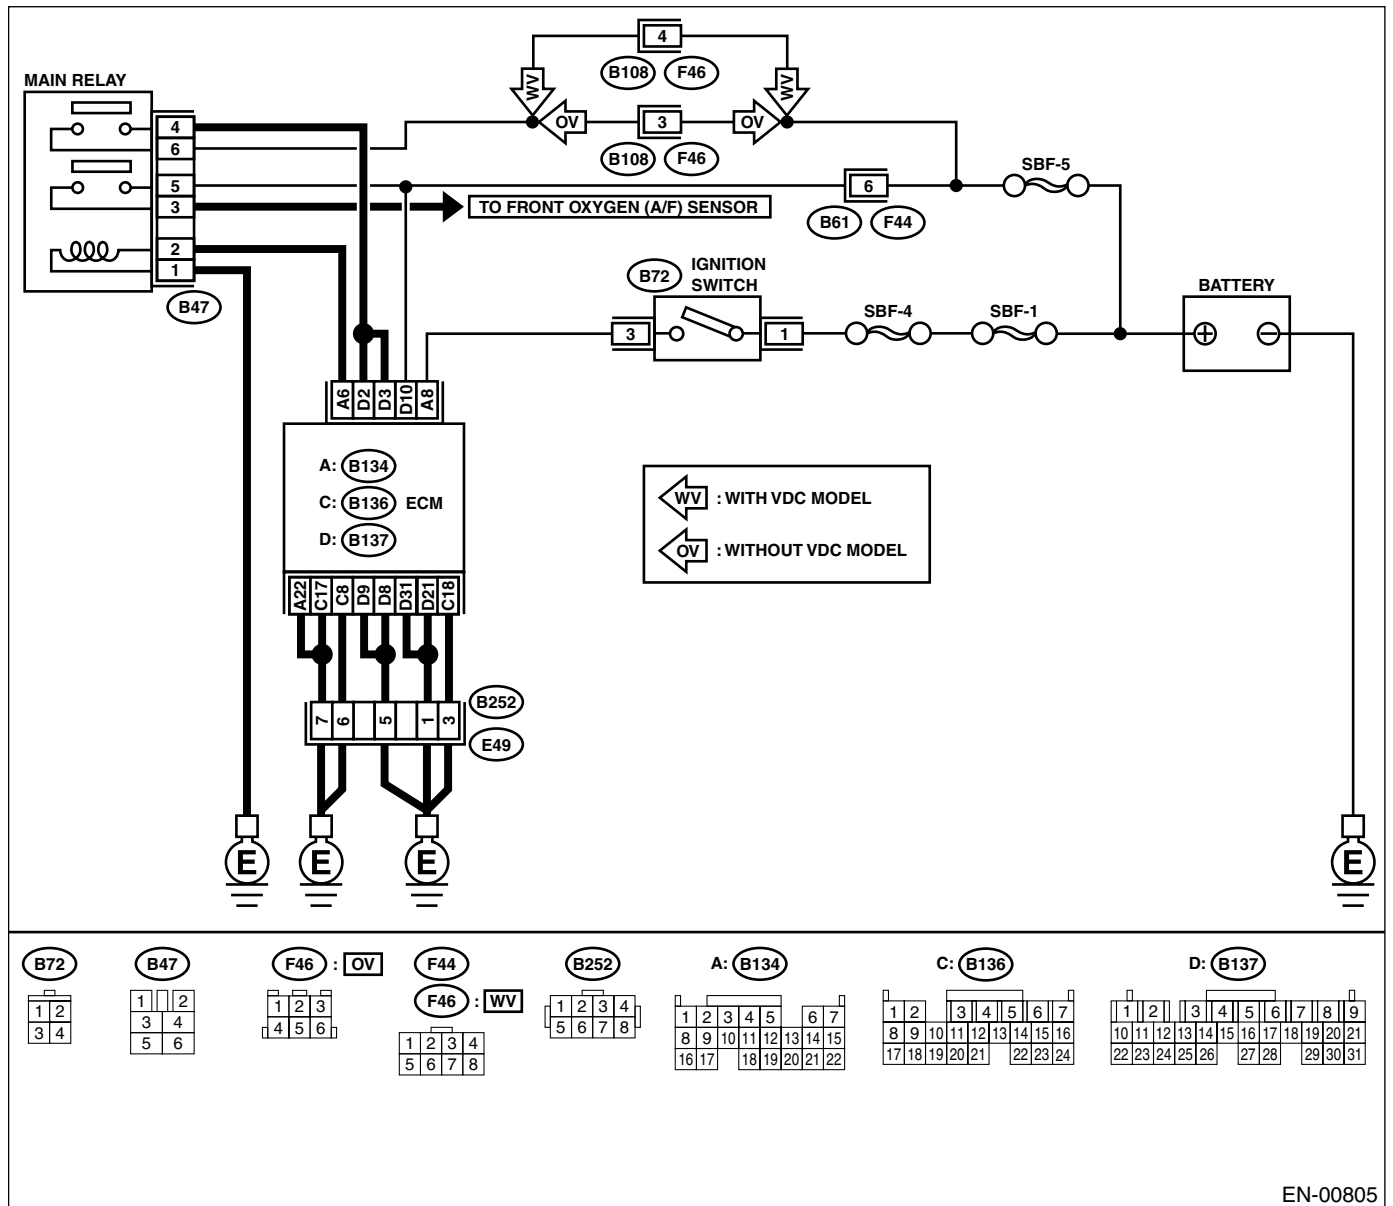 MAIN RELAY
4
6
5
3
2
1
B47
4
B108 F46
WV WV
OV 3 OV
B108 F46
TO FRONT OXYGEN (A/F) SENSOR
6
B61 F44
SBF-5
B72 IGNITION
SWITCH
3 1
SBF-4 SBF-1
BATTERY
A6 D2 D3 D10 A8
A: B134
C: B136 ECM
D: B137
A22 C17 C8 D9 D8 D31 D21 C18
7 6 5 1 3
B252
E49
WV : WITH VDC MODEL
OV : WITHOUT VDC MODEL
E E E E
B72
1 2
3 4
B47
1 2
3 4
5 6
F46 : OV
1 2 3
4 5 6
F44
F46 : WV
1 2 3 4
5 6 7 8
B252
1 2 3 4
5 6 7 8
A: B134
1 2 3 4 5 6 7
8 9 10 11 12 13 14 15
16 17 18 19 20 21 22
C: B136
1 2 3 4 5 6 7
8 9 10 11 12 13 14 15 16
17 18 19 20 21 22 23 24
D: B137
1 2 3 4 5 6 7 8 9
10 11 12 13 14 15 16 17 18 19 20 21
22 23 24 25 26 27 28 29 30 31
EN-00805